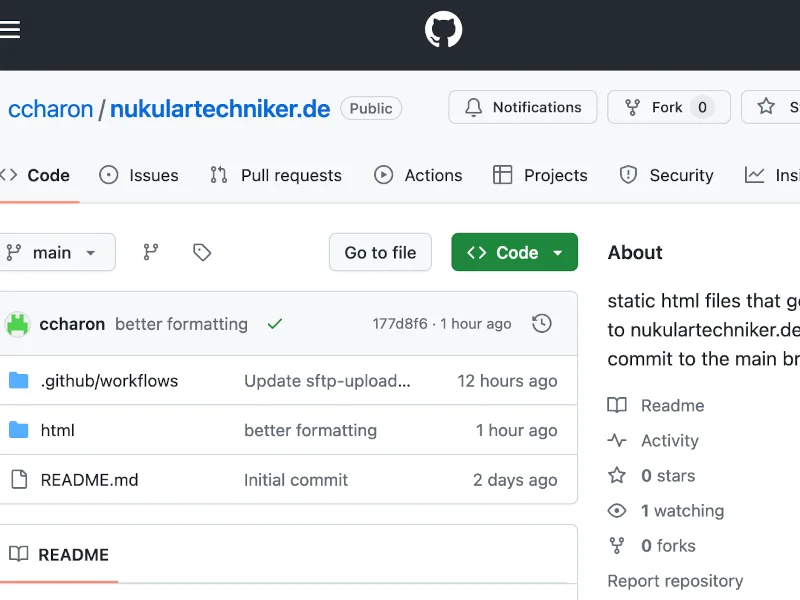 ccharon / nukulartechniker.de Public Notifications Fork 0 S
Code Issues Pull requests Actions Projects Security Insi
main Go to file Code
ccharon better formatting 177d8f6 · 1 hour ago
.github/workflows Update sftp-upload... 12 hours ago
html better formatting 1 hour ago
README.md Initial commit 2 days ago
README
About
static html files that g
to nukulartechniker.de
commit to the main br
Readme
Activity
0 stars
1 watching
0 forks
Report repository